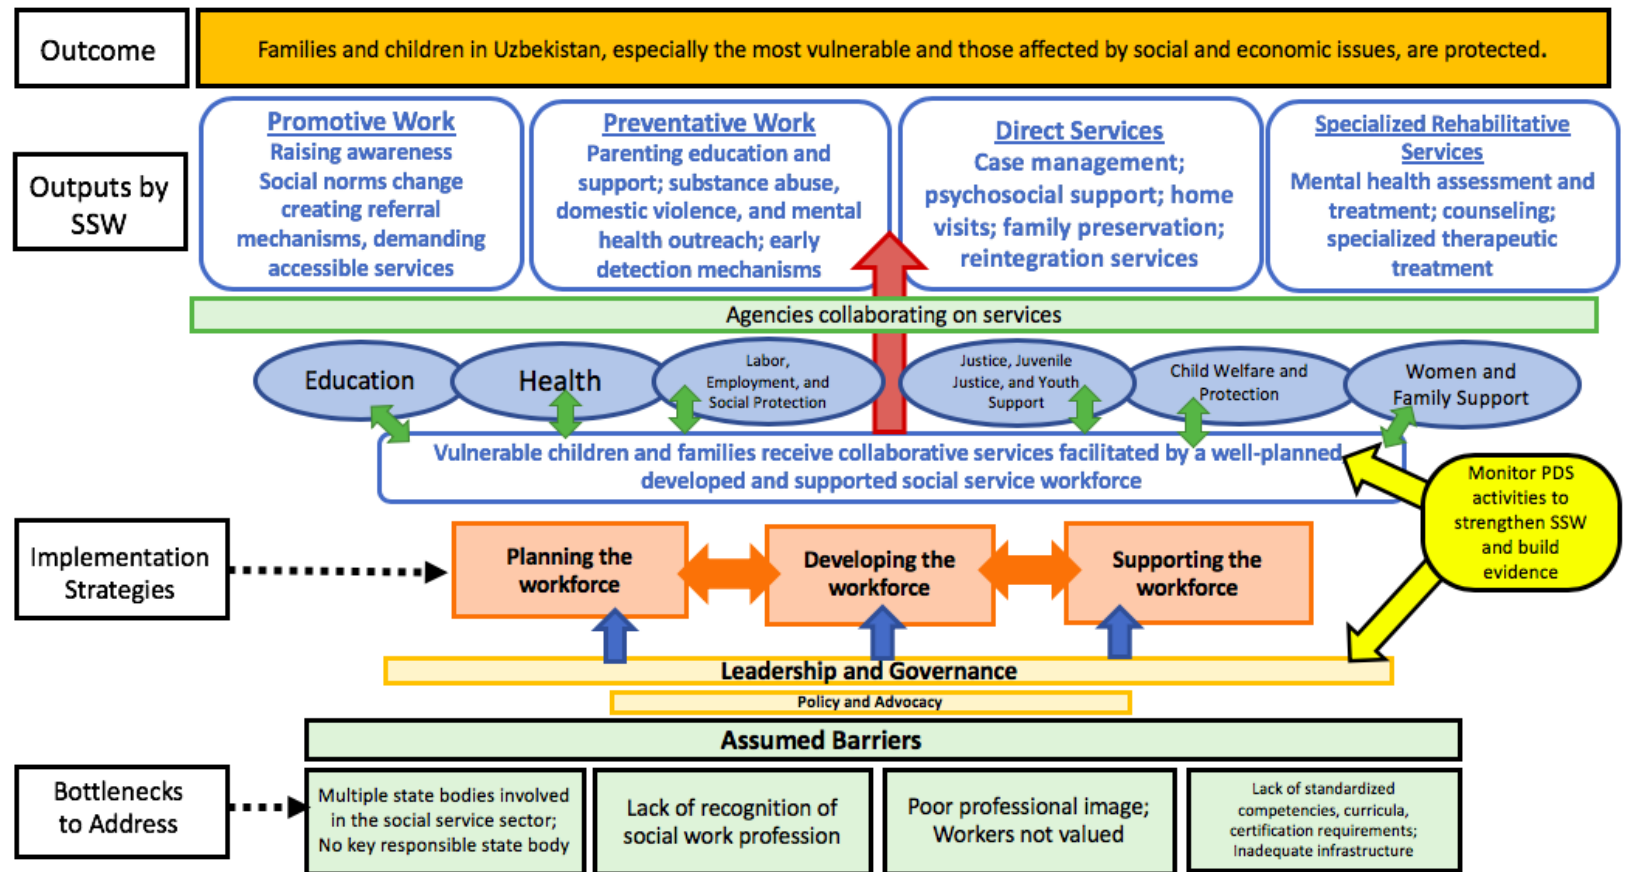 Outcome
Families and children in Uzbekistan, especially the most vulnerable and those affected by social and economic issues, are protected.
Outputs by
SSW
Promotive Work
Raising awareness
Social norms change
creating referral
mechanisms, demanding
accessible services
Preventative Work
Parenting education and
support; substance abuse,
domestic violence, and mental
health outreach; early
detection mechanisms
Direct Services
Case management;
psychosocial support; home
visits; family preservation;
reintegration services
Specialized Rehabilitative
Services
Mental health assessment and
treatment; counseling;
specialized therapeutic
treatment
Agencies collaborating on services
Education
Health
Labor,
Employment, and
Social Protection
Justice, Juvenile
Justice, and Youth
Support
Child Welfare and
Protection
Women and
Family Support
Vulnerable children and families receive collaborative services facilitated by a well-planned,
developed and supported social service workforce
Monitor PDS
activities to
strengthen SSW
and build
evidence
Implementation
Strategies
Planning the
workforce
Developing the
workforce
Supporting the
workforce
Leadership and Governance
Policy and Advocacy
Assumed Barriers
Bottlenecks
to Address
Multiple state bodies involved
in the social service sector;
No key responsible state body
Lack of recognition of
social work profession
Poor professional image;
Workers not valued
Lack of standardized
competencies, curricula,
certification requirements;
Inadequate infrastructure